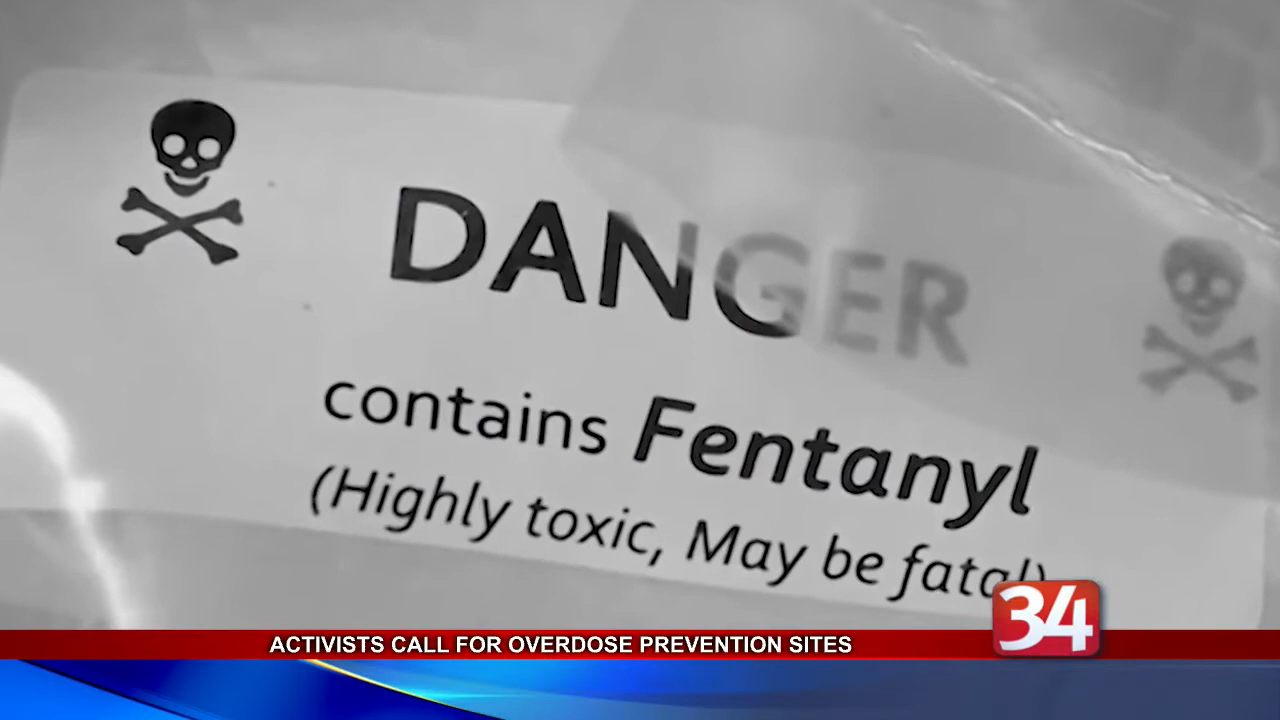 DANGER
contains Fentanyl
(Highly toxic, May be fatal)
ACTIVISTS CALL FOR OVERDOSE PREVENTION SITES
34